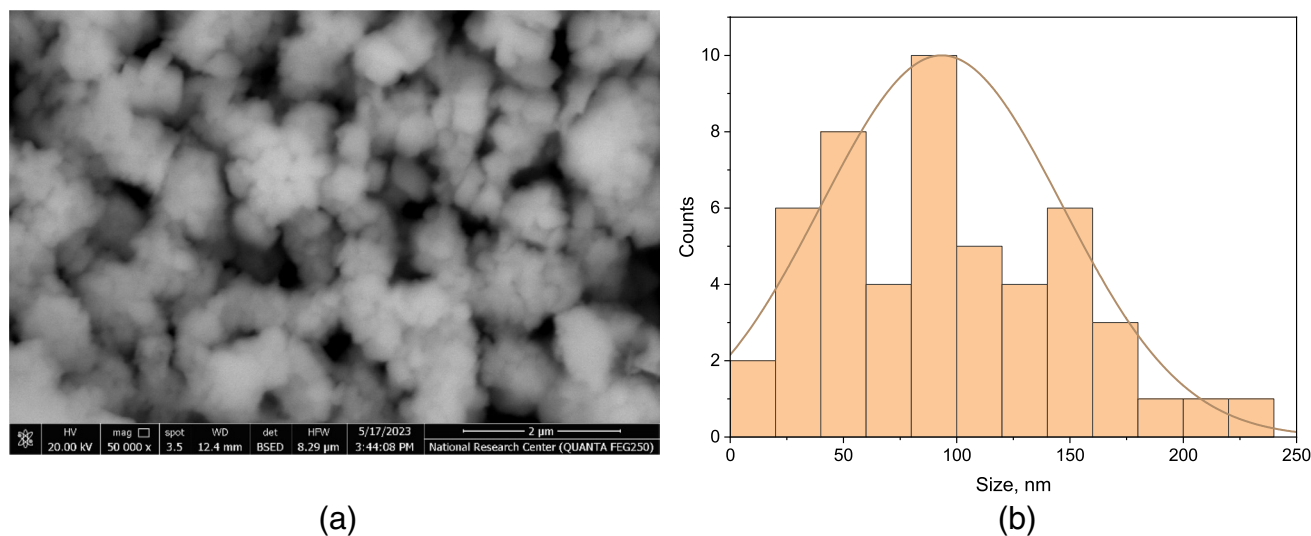 HV
mag
spot
WD
det
HFW
5/17/2023
2 µm
20.00 kV
50 000 x
3.5
12.4 mm
BSED
8.29 µm
3:44:08 PM
National Research Center (QUANTA FEG250)
(a)
10
8
6
4
2
0
Counts
0
50
100
150
200
250
Size, nm
(b)